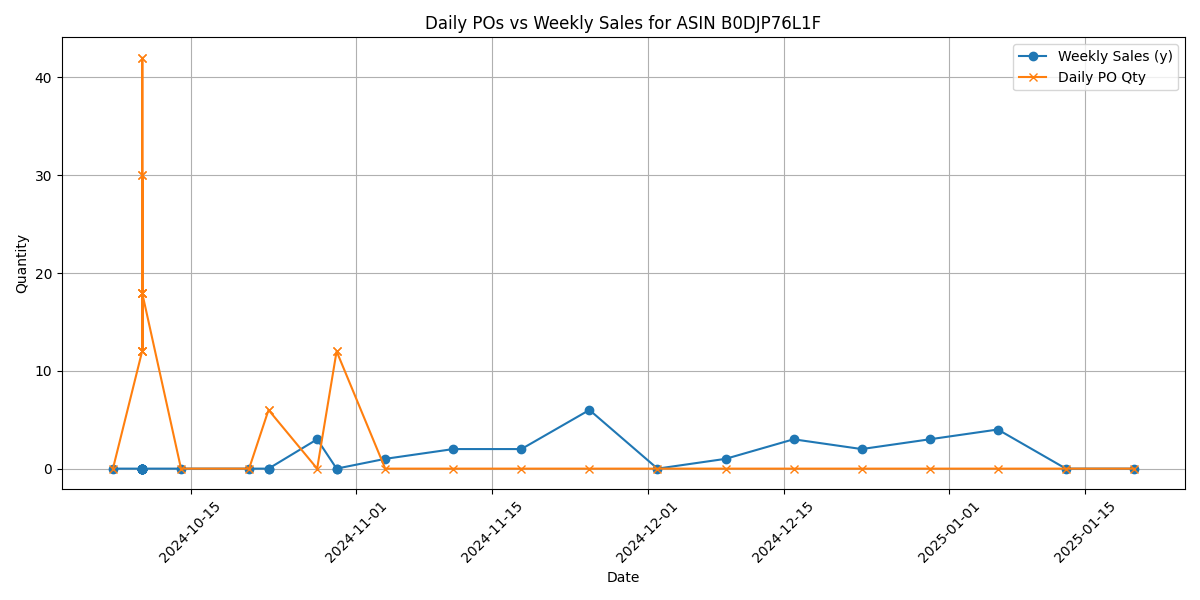 Daily POs vs Weekly Sales for ASIN B0DJP76L1F
Weekly Sales (y)
Daily PO Qty
Quantity
40
30
20
10
0
2024-10-15
2024-11-01
2024-11-15
2024-12-01
2024-12-15
2025-01-01
2025-01-15
Date